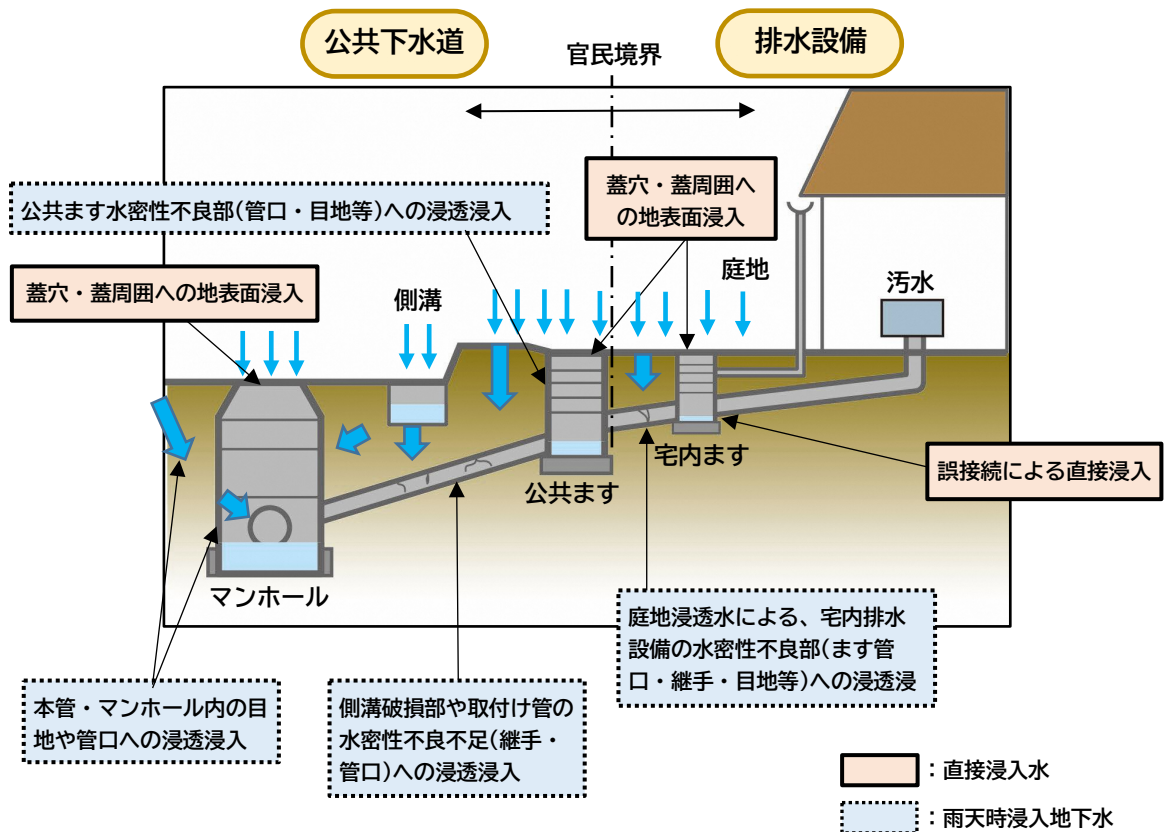 公共下水道
排水設備
官民境界
蓋穴・蓋周囲へ
の地表面浸入
公共ます水密性不良部(管口・目地等)への浸透浸入
蓋穴・蓋周囲への地表面浸入
側溝
庭地
汚水
宅内ます
公共ます
誤接続による直接浸入
マンホール
庭地浸透水による、宅内排水
設備の水密性不良部(ます管
口・継手・目地等)への浸透浸
本管・マンホール内の目
地や管口への浸透浸入
側溝破損部や取付け管の
水密性不良不足(継手・
管口)への浸透浸入
：直接浸入水
：雨天時浸入地下水